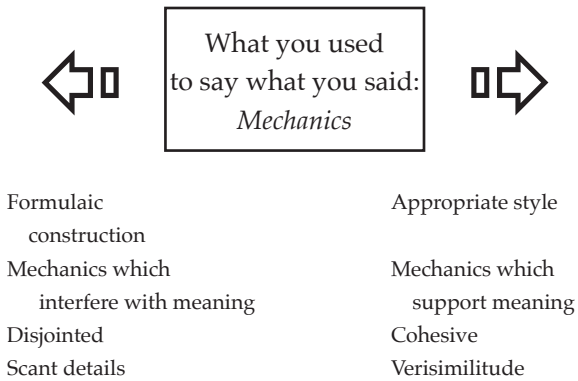 What you used
to say what you said:
Mechanics
Formulaic
construction
Appropriate style
Mechanics which
interfere with meaning
Mechanics which
support meaning
Disjointed
Cohesive
Scant details
Verisimilitude